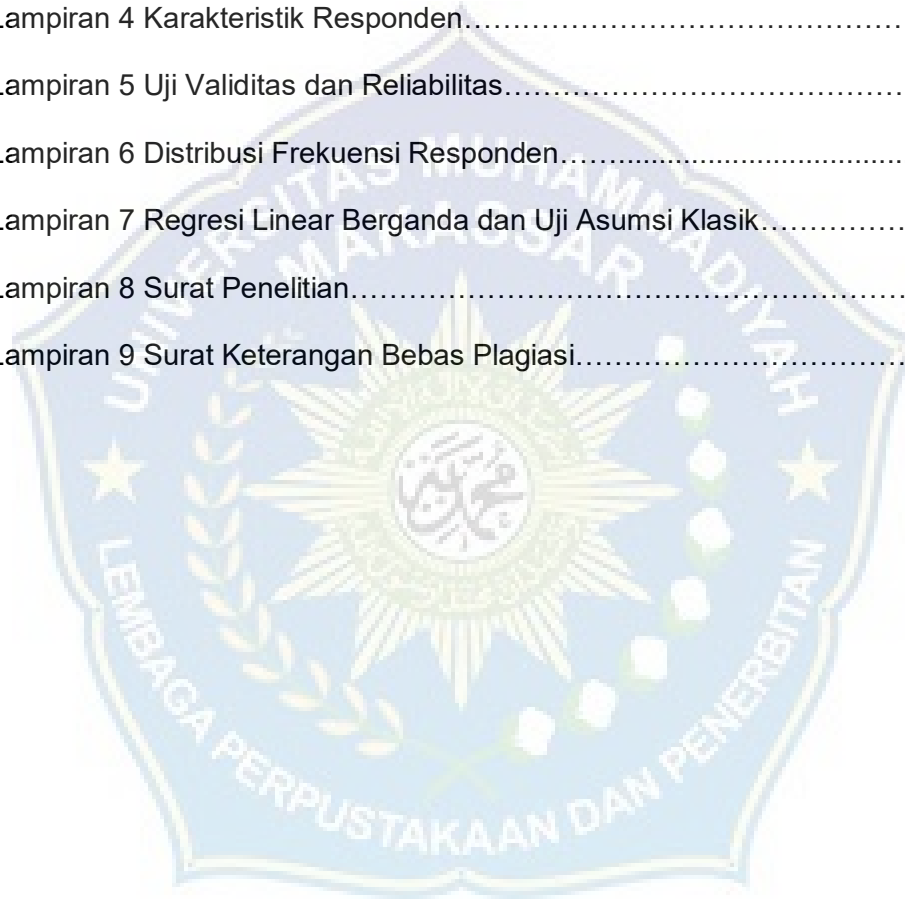 Lampiran 4 Karakteristik Responden……………………………………
Lampiran 5 Uji Validitas dan Reliabilitas……………………………………
Lampiran 6 Distribusi Frekuensi Responden…….....................................
Lampiran 7 Regresi Linear Berganda dan Uji Asumsi Klasik……………
Lampiran 8 Surat Penelitian…………………………………………………
Lampiran 9 Surat Keterangan Bebas Plagiasi……………………………
UNIVERSITAS MUHAMMADIYAH
MAKASSAR
LEMBAGA PERPUSTAKAAN DAN PENERBITAN